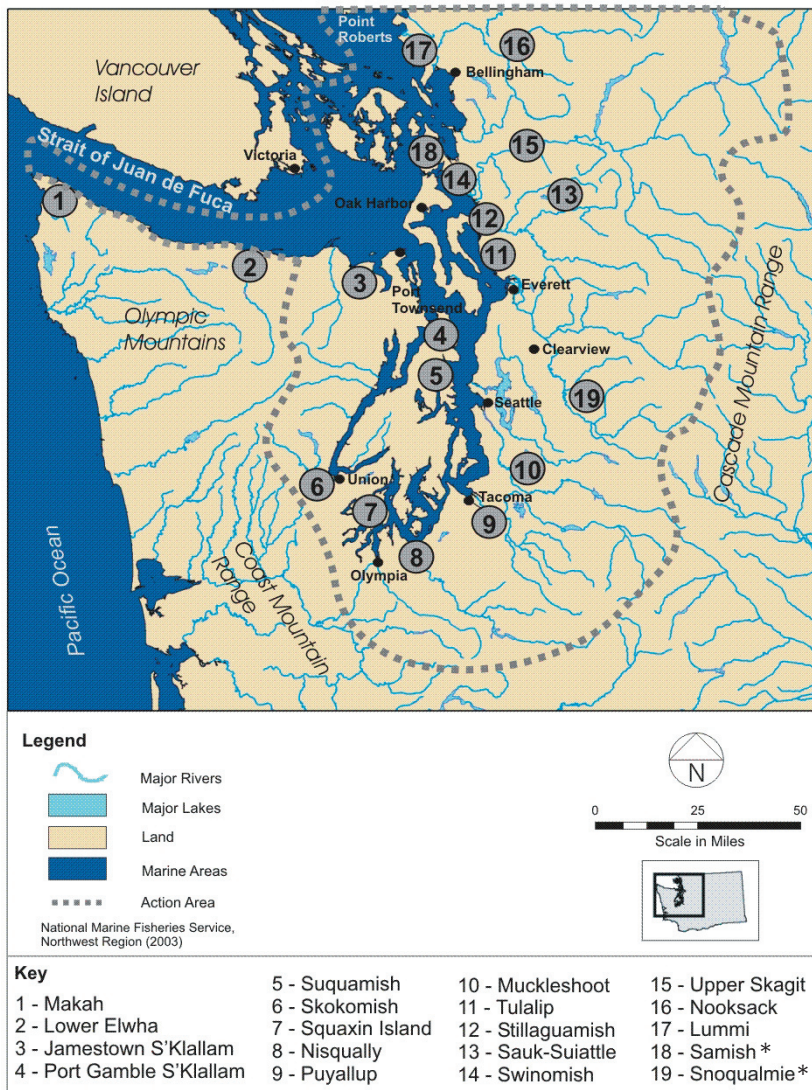 Point
Roberts
17
16
Bellingham
Vancouver
Island
Strait of Juan de Fuca
Victoria
18
15
14
13
1
Oak Harbor
12
11
2
3
Everett
Port
Townsend
Olympic
Mountains
4
Clearview
5
Seattle
19
Cascade Mountain Range
10
6
Union
7
Tacoma
9
8
Olympia
Coast Mountain
Range
Pacific Ocean
Legend
Major Rivers
Major Lakes
Land
Marine Areas
Action Area
National Marine Fisheries Service,
Northwest Region (2003)
N
0 25 50
Scale in Miles
Key
1 - Makah
2 - Lower Elwha
3 - Jamestown S'Klallam
4 - Port Gamble S'Klallam
5 - Suquamish
6 - Skokomish
7 - Squaxin Island
8 - Nisqually
9 - Puyallup
10 - Muckleshoot
11 - Tulalip
12 - Stillaguamish
13 - Sauk-Suiattle
14 - Swinomish
15 - Upper Skagit
16 - Nooksack
17 - Lummi
18 - Samish *
19 - Snoqualmie *